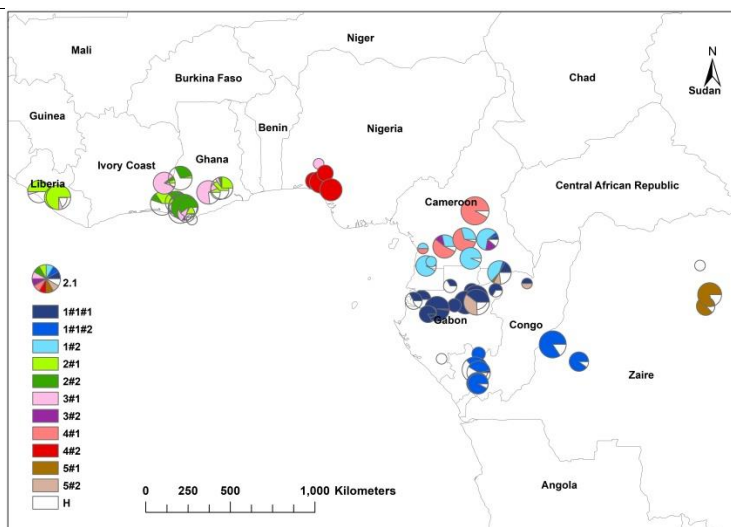 Mali
Niger
Chad
N
Sudan
Burkina Faso
Guinea
Benin
Nigeria
Ivory Coast
Ghana
Liberia
Central African Republic
Cameroon
2.1
1#1#1
1#1#2
1#2
2#1
2#2
3#1
3#2
4#1
4#2
5#1
5#2
H
Gabon
Congo
Zaire
Angola
0
250
500
1,000 Kilometers